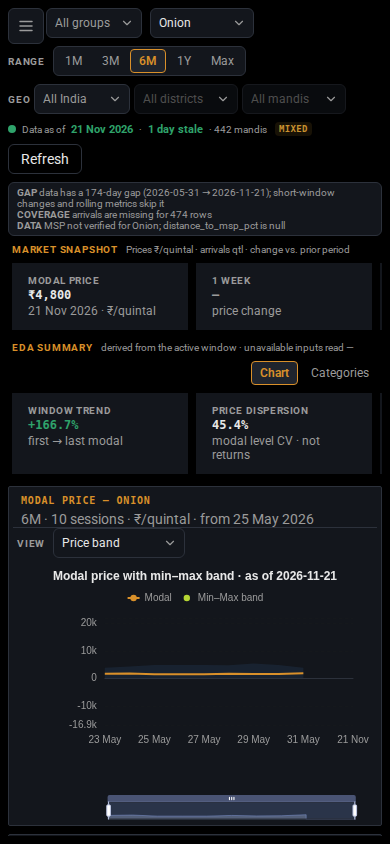 All groups
Onion
RANGE 1M 3M 6M 1Y Max
GEO All India All districts All mandis
Data as of 21 Nov 2026 · 1 day stale · 442 mandis MIXED
Refresh
GAP data has a 174-day gap (2026-05-31 → 2026-11-21); short-window
changes and rolling metrics skip it
COVERAGE arrivals are missing for 474 rows
DATA MSP not verified for Onion; distance_to_msp_pct is null
MARKET SNAPSHOT Prices ₹/quintal · arrivals qtl · change vs. prior period
MODAL PRICE
₹4,800
21 Nov 2026 · ₹/quintal
1 WEEK
—
price change
EDA SUMMARY derived from the active window · unavailable inputs read —
Chart Categories
WINDOW TREND
+166.7%
first → last modal
PRICE DISPERSION
45.4%
modal level CV · not
returns
MODAL PRICE — ONION
6M · 10 sessions · ₹/quintal · from 25 May 2026
VIEW Price band
Modal price with min–max band · as of 2026-11-21
Modal Min–Max band
20k
10k
0
-10k
-16.9k
23 May 25 May 27 May 29 May 31 May 21 Nov